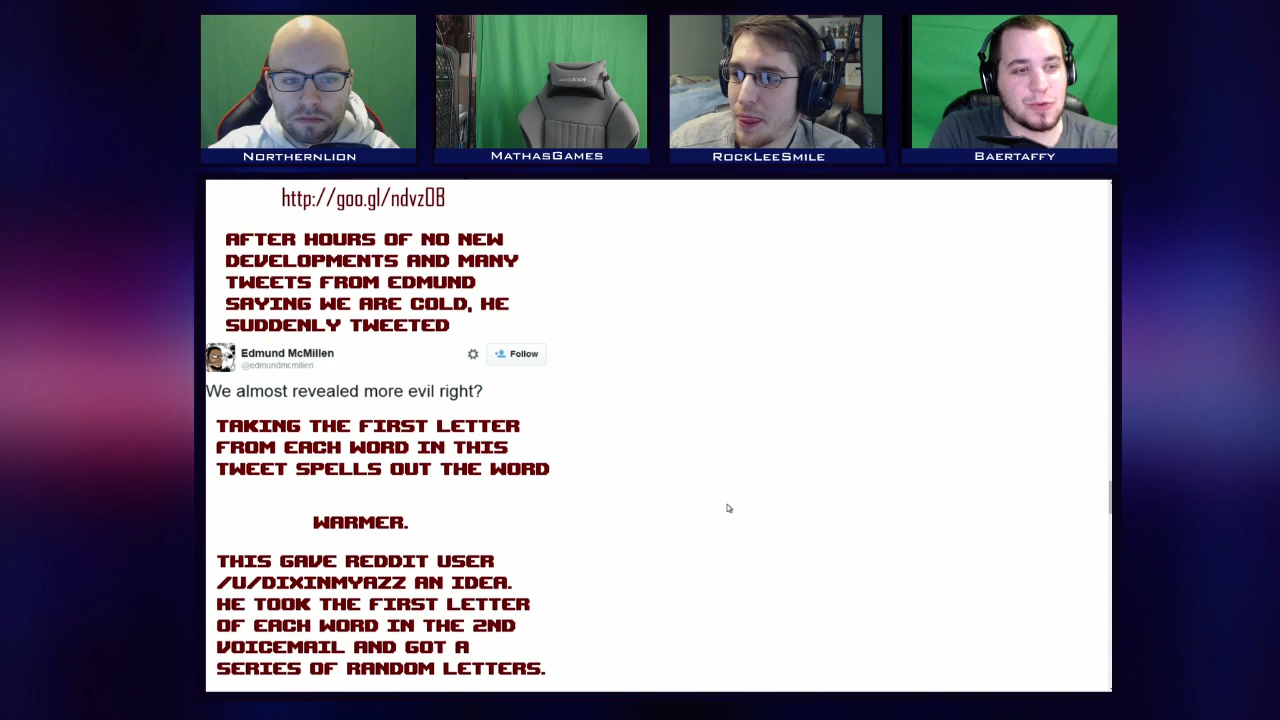 NORTHERNLION
MATHASGAMES
ROCKLEESMILE
BAERTAFFY
http://goo.gl/ndvz0B
AFTER HOURS OF NO NEW
DEVELOPMENTS AND MANY
TWEETS FROM EDMUND
SAYING WE ARE COLD, HE
SUDDENLY TWEETED
Edmund McMillen
@edmundmcmillen
Follow
We almost revealed more evil right?
TAKING THE FIRST LETTER
FROM EACH WORD IN THIS
TWEET SPELLS OUT THE WORD
WARMER.
THIS GAVE REDDIT USER
/U/DIXINMYAZZ AN IDEA.
HE TOOK THE FIRST LETTER
OF EACH WORD IN THE 2ND
VOICEMAIL AND GOT A
SERIES OF RANDOM LETTERS.